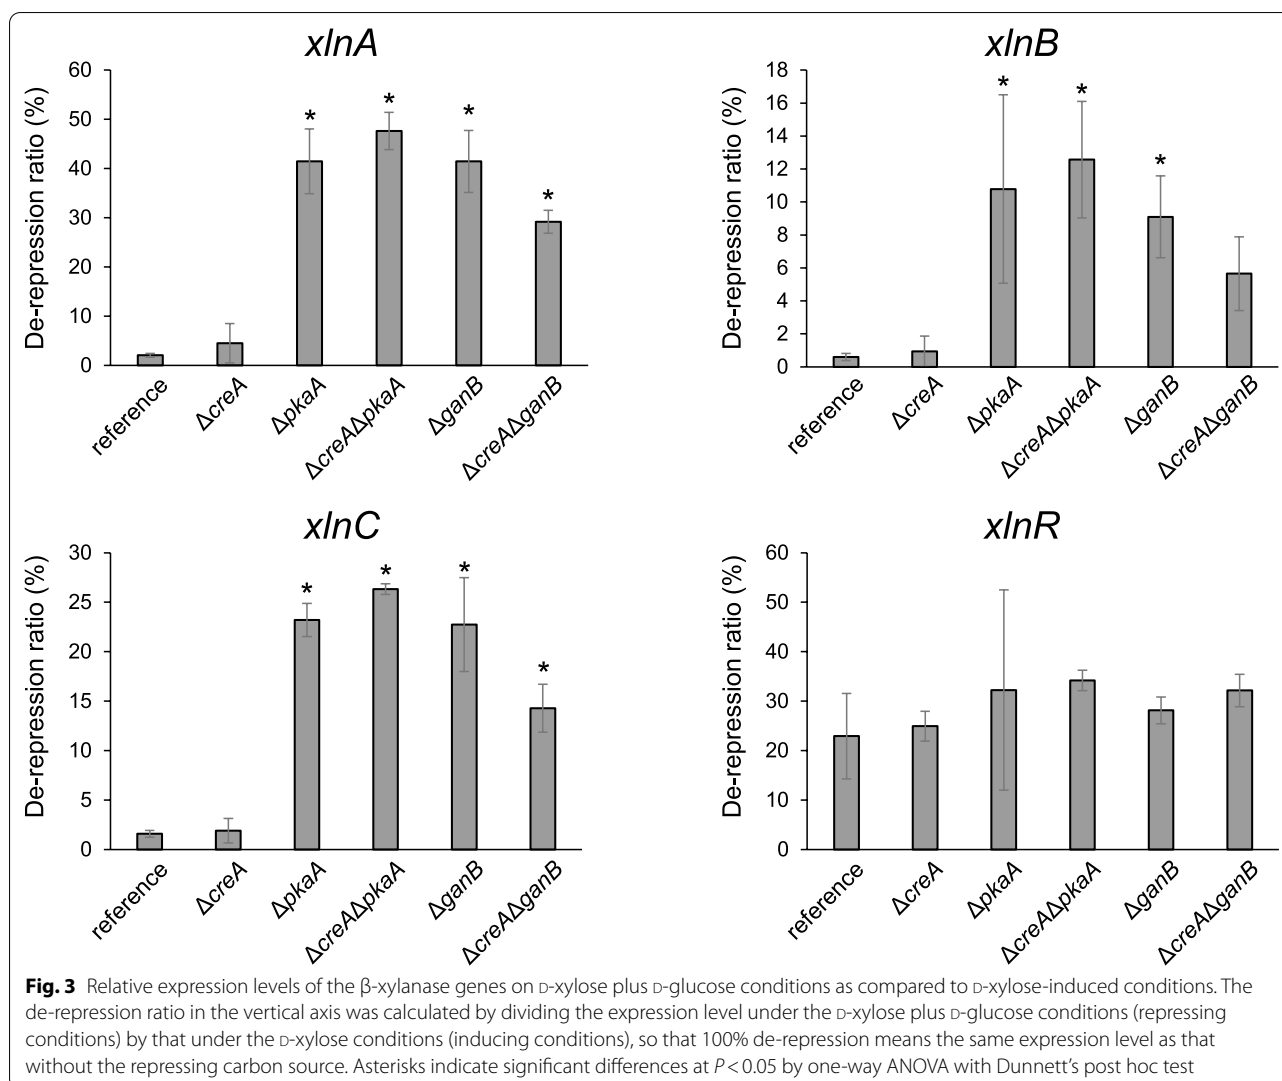 xlnA
De-repression ratio (%)
60
50
40
30
20
10
0
*
*
*
*
reference
ΔcreA
ΔpkaA
ΔcreAΔpkaA
ΔganB
ΔcreAΔganB
xlnB
De-repression ratio (%)
18
16
14
12
10
8
6
4
2
0
*
*
*
reference
ΔcreA
ΔpkaA
ΔcreAΔpkaA
ΔganB
ΔcreAΔganB
xlnC
De-repression ratio (%)
30
25
20
15
10
5
0
*
*
*
*
reference
ΔcreA
ΔpkaA
ΔcreAΔpkaA
ΔganB
ΔcreAΔganB
xlnR
De-repression ratio (%)
60
50
40
30
20
10
0
reference
ΔcreA
ΔpkaA
ΔcreAΔpkaA
ΔganB
ΔcreAΔganB
Fig. 3 Relative expression levels of the β-xylanase genes on D-xylose plus D-glucose conditions as compared to D-xylose-induced conditions. The
de-repression ratio in the vertical axis was calculated by dividing the expression level under the D-xylose plus D-glucose conditions (repressing
conditions) by that under the D-xylose conditions (inducing conditions), so that 100% de-repression means the same expression level as that
without the repressing carbon source. Asterisks indicate significant differences at P < 0.05 by one-way ANOVA with Dunnett’s post hoc test